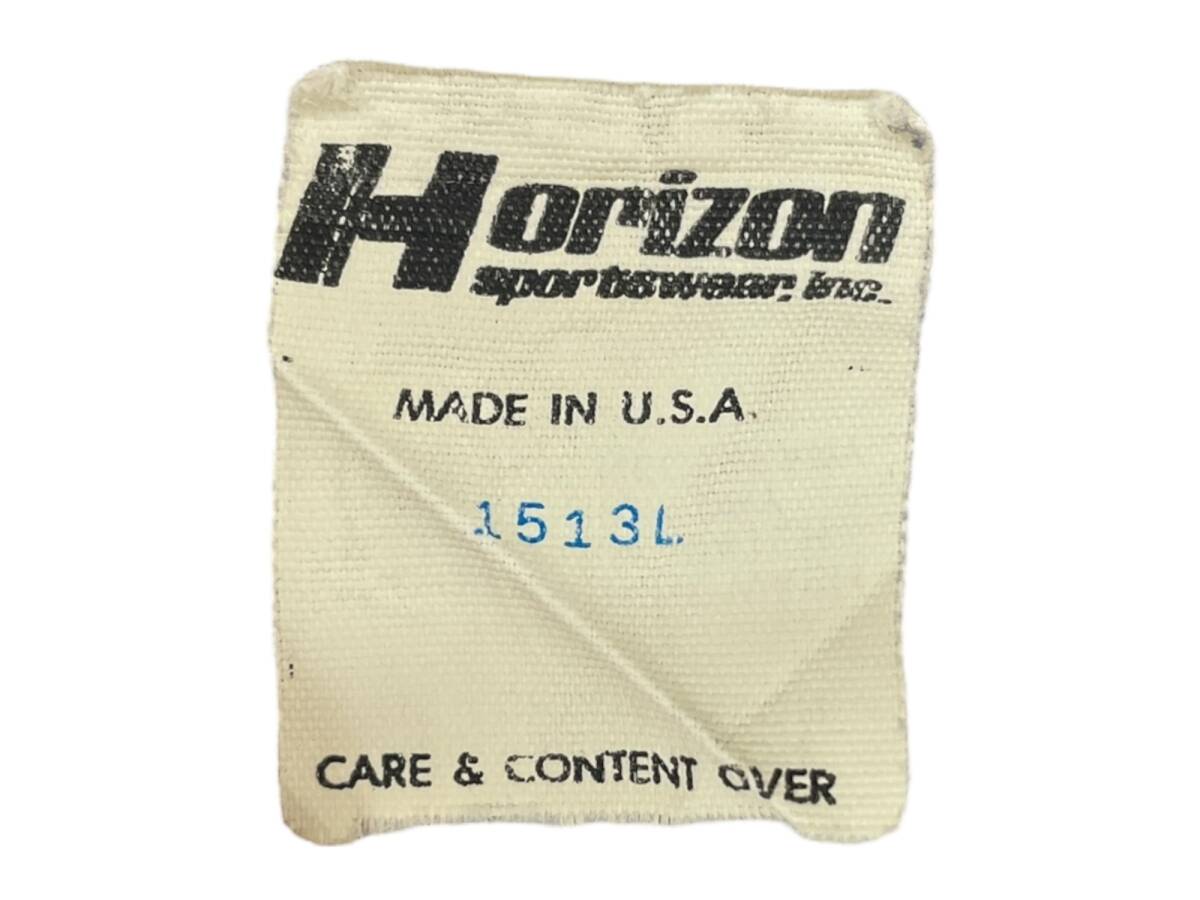 Horizon
sportswear, inc.
MADE IN U.S.A.
1513L
CARE & CONTENT OVER